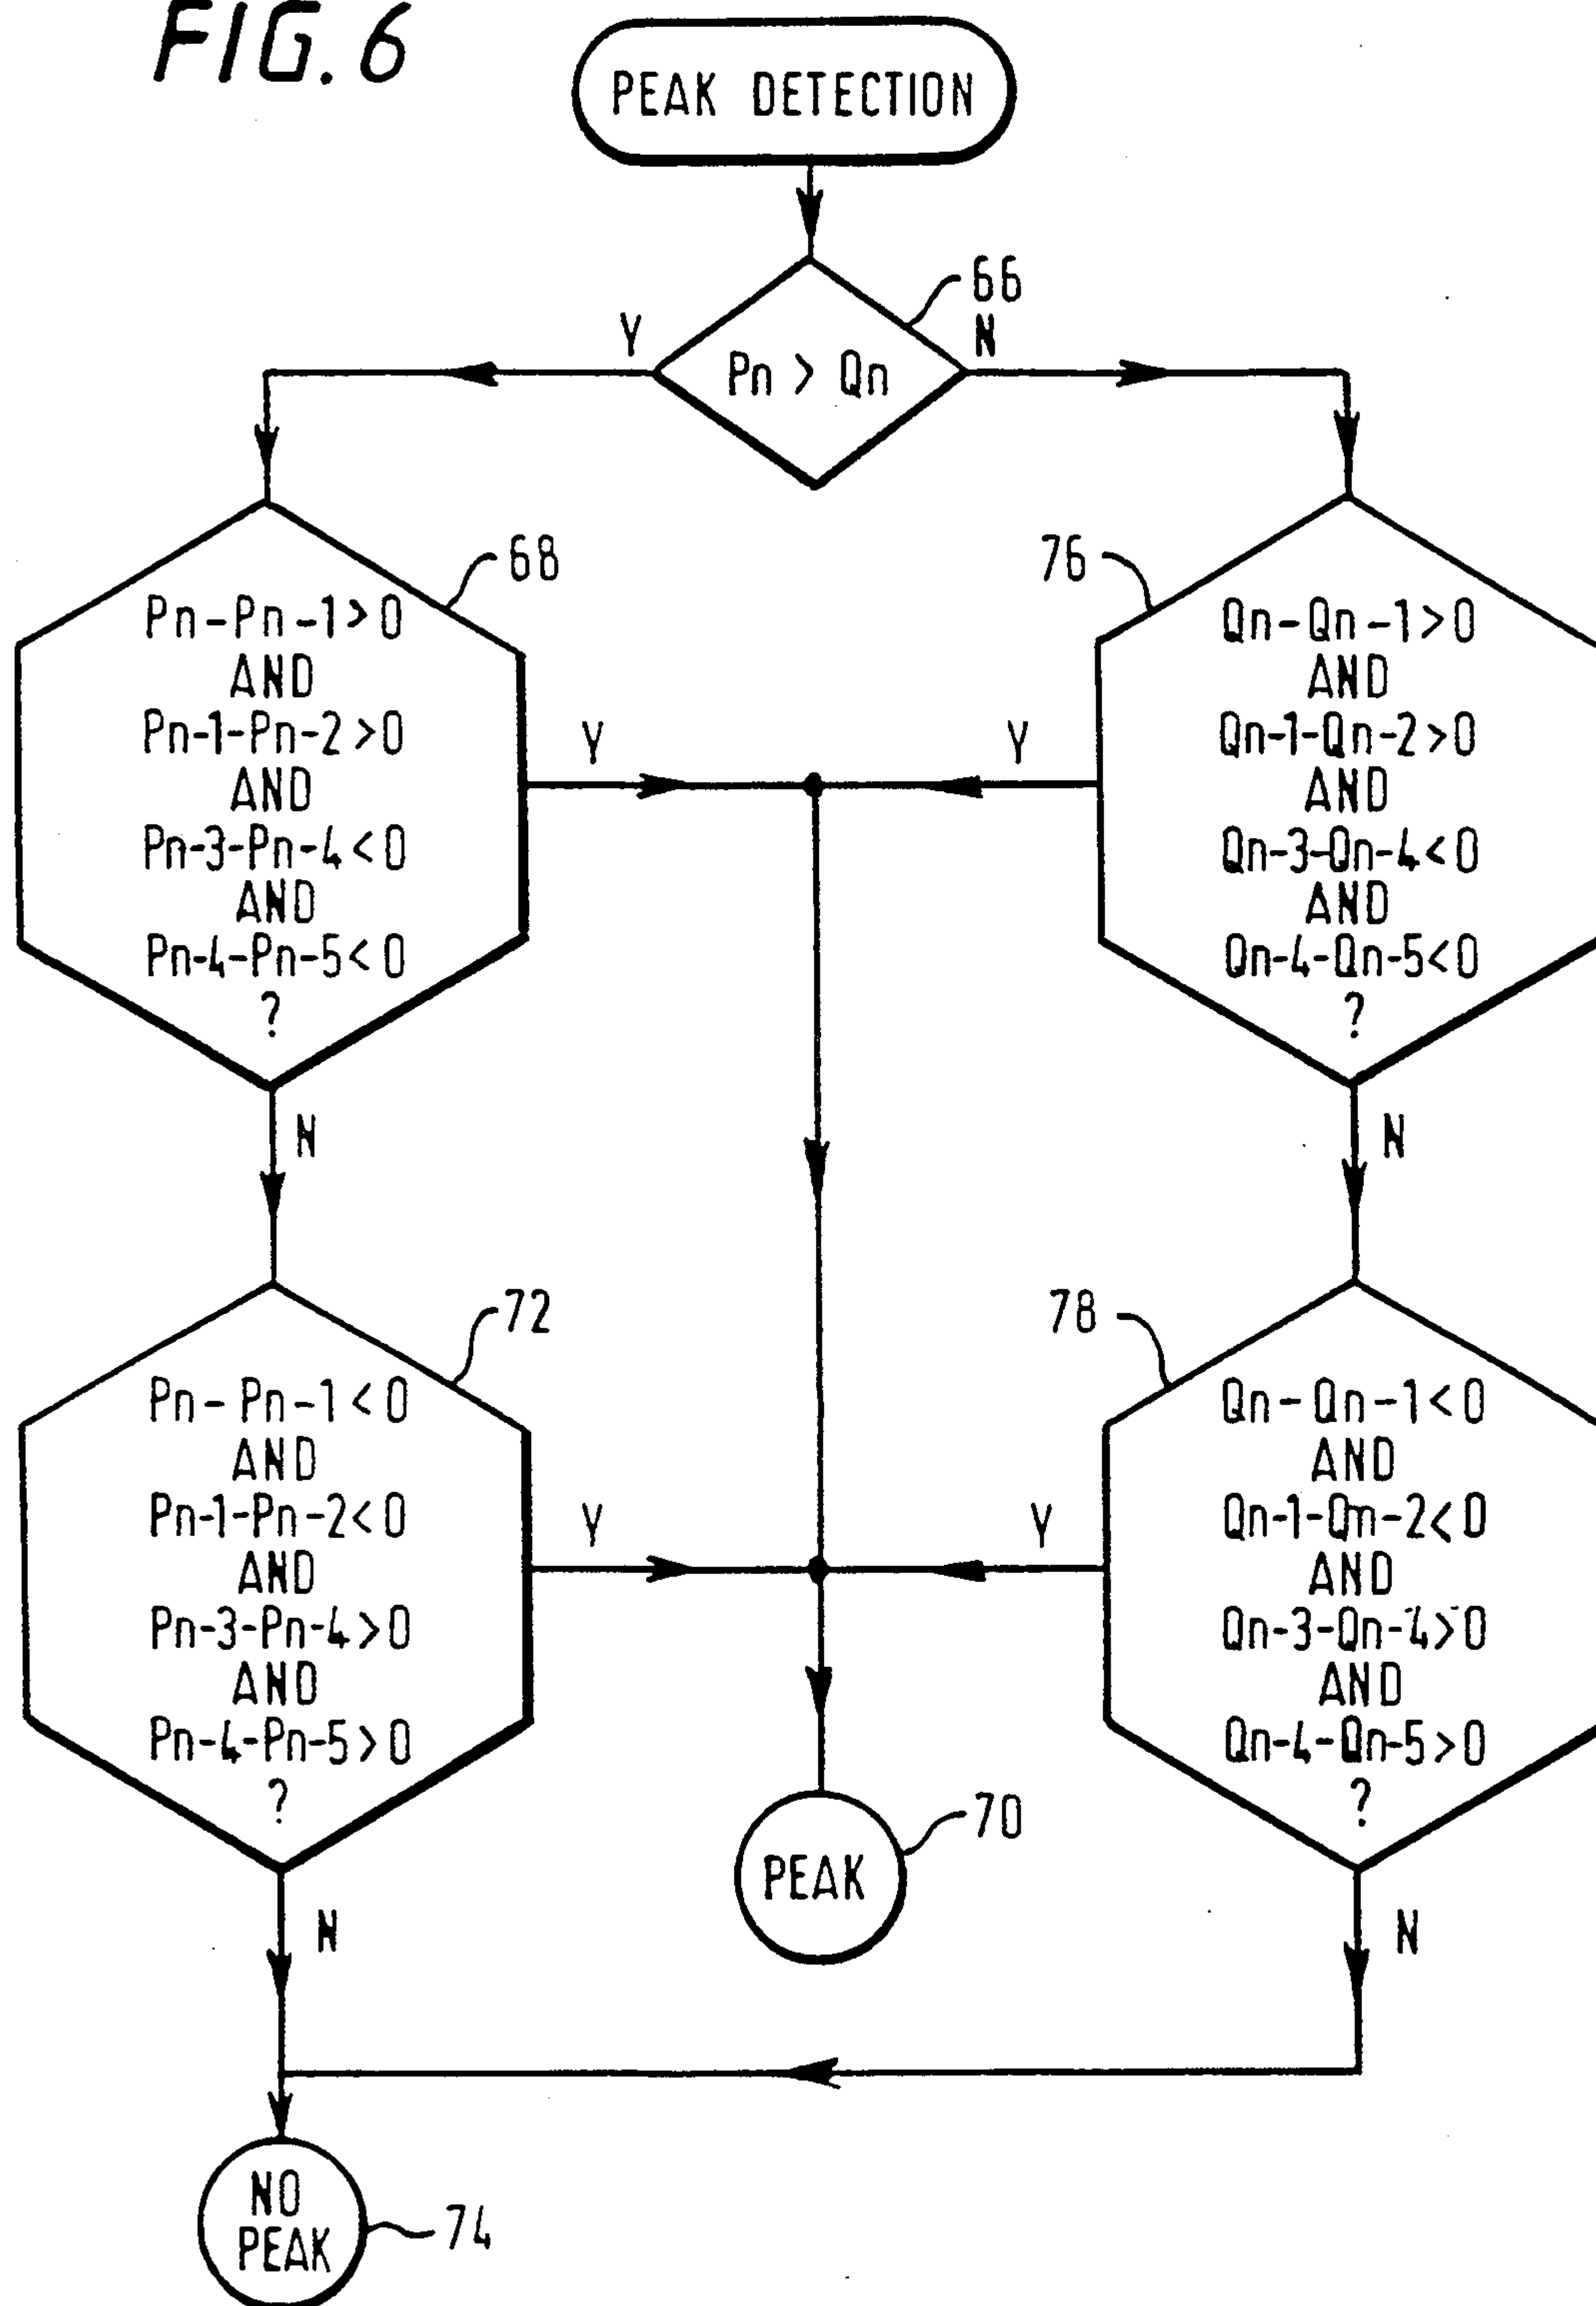 FIG. 6
PEAK DETECTION
66
Y
N
Pn > Qn
68
Pn-Pn-1>0
AND
Pn-1-Pn-2>0
AND
Pn-3-Pn-4<0
AND
Pn-4-Pn-5<0
?
Y
N
76
Qn-Qn-1>0
AND
Qn-1-Qn-2>0
AND
Qn-3-Qn-4<0
AND
Qn-4-Qn-5<0
?
Y
N
72
Pn-Pn-1<0
AND
Pn-1-Pn-2<0
AND
Pn-3-Pn-4>0
AND
Pn-4-Pn-5>0
?
Y
N
78
Qn-Qn-1<0
AND
Qn-1-Qm-2<0
AND
Qn-3-Qn-4>0
AND
Qn-4-Qn-5>0
?
Y
N
70
PEAK
NO
PEAK
74